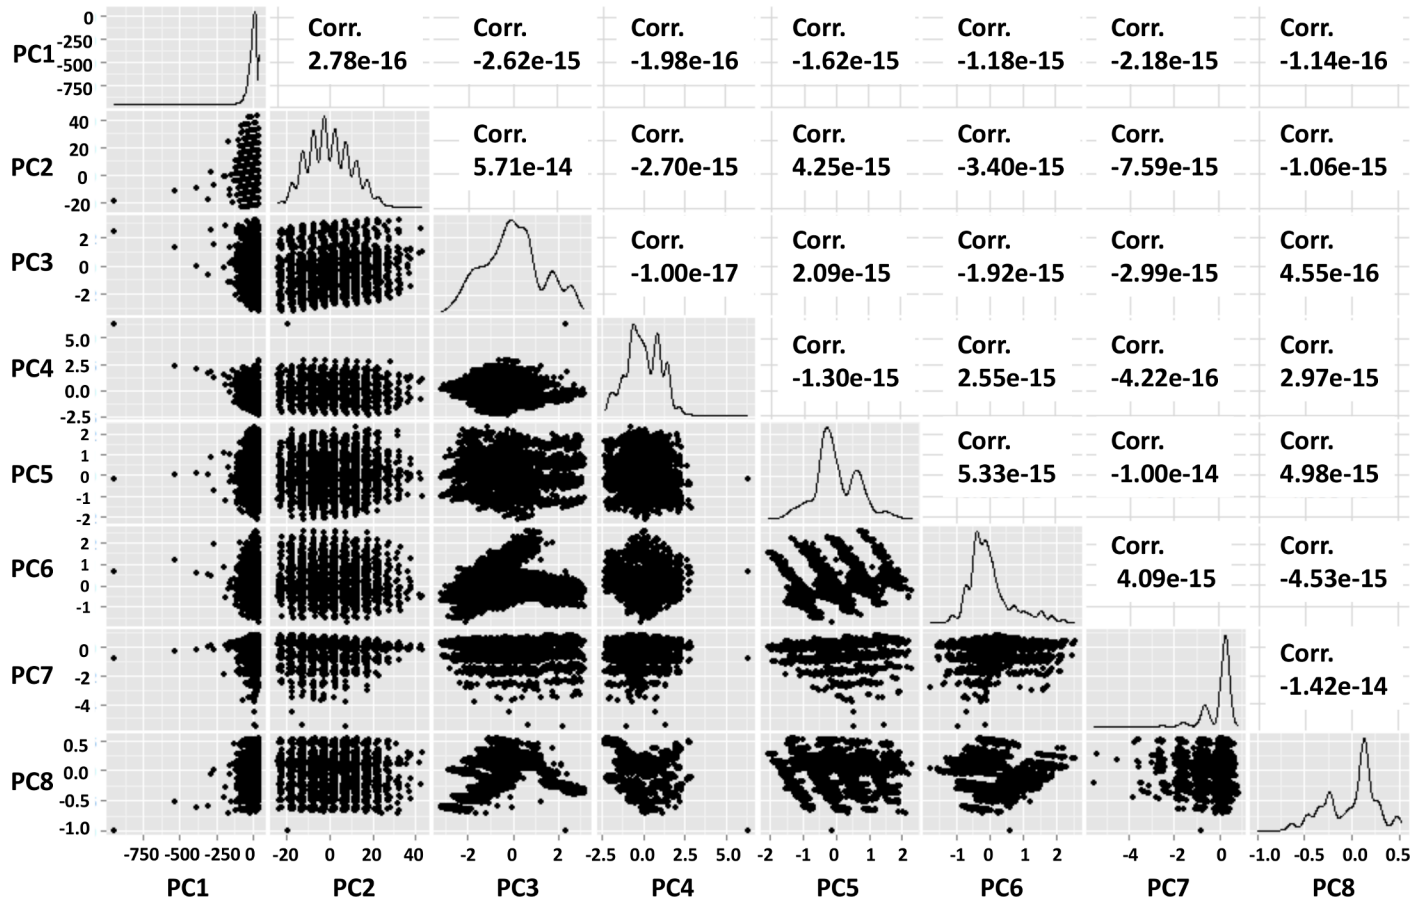 0 Corr. Corr. Corr. Corr. Corr. Corr. Corr.
-250
PC1 2.78e-16 -2.62e-15 -1.98e-16 -1.62e-15 -1.18e-15 -2.18e-15 -1.14e-16
-500
-750
40 Corr. Corr. Corr. Corr. Corr. Corr.
20
PC2 5.71e-14 -2.70e-15 4.25e-15 -3.40e-15 -7.59e-15 -1.06e-15
0
-20
2 Corr. Corr. Corr. Corr. Corr.
PC3 0 -1.00e-17 2.09e-15 -1.92e-15 -2.99e-15 4.55e-16
-2
5.0 Corr. Corr. Corr. Corr.
PC4 2.5 -1.30e-15 2.55e-15 -4.22e-16 2.97e-15
0.0
-2.5
2 Corr. Corr. Corr.
1
PC5 0 5.33e-15 -1.00e-14 4.98e-15
-1
-2
2 Corr. Corr.
PC6 1 4.09e-15 -4.53e-15
0
-1
0 Corr.
PC7 -2 -1.42e-14
-4
0.5
PC8 0.0
-0.5
-1.0
-750 -500 -250 0 -20 0 20 40 -2 0 2 -2.5 0 2.5 5.0 -2 -1 0 1 2 -1 0 1 2 -4 -2 0 -1.0 -0.5 0.0 0.5
PC1 PC2 PC3 PC4 PC5 PC6 PC7 PC8